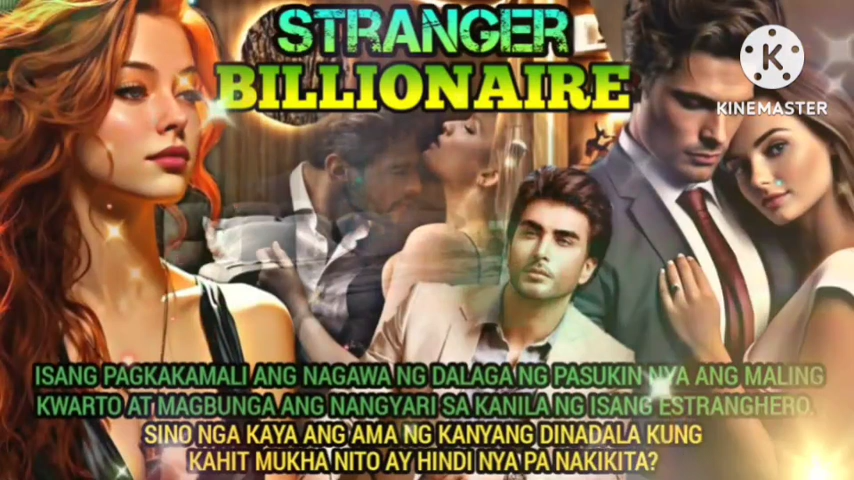 STRANGER
BILLIONAIRE
K
KINEMASTER
ISANG PAGKAKAMALI ANG NAGAWA NG DALAGA NG PASUKIN NYA ANG MALING
KWARTO AT MAGBUNGA ANG NANGYARI SA KANILA NG ISANG ESTRANGHERO.
SINO NGA KAYA ANG AMA NG KANYANG DINADALA KUNG
KAHIT MUKHA NITO AY HINDI NYA PA NAKIKITA?